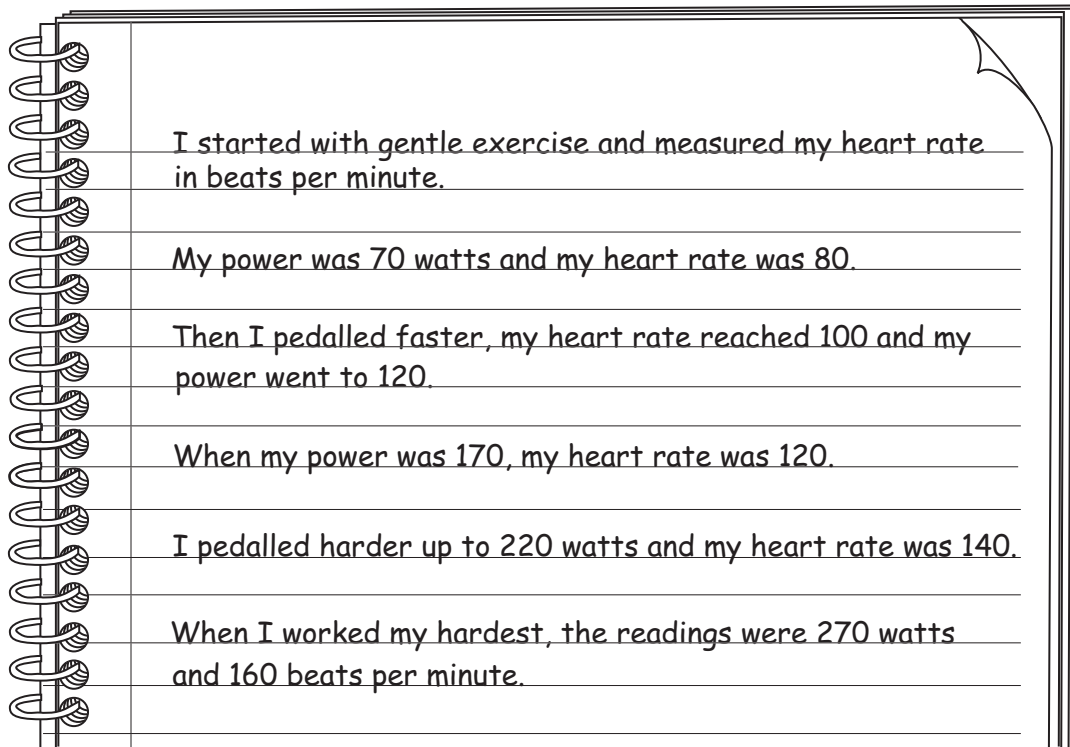 I started with gentle exercise and measured my heart rate
in beats per minute.
My power was 70 watts and my heart rate was 80.
Then I pedalled faster, my heart rate reached 100 and my
power went to 120.
When my power was 170, my heart rate was 120.
I pedalled harder up to 220 watts and my heart rate was 140.
When I worked my hardest, the readings were 270 watts
and 160 beats per minute.